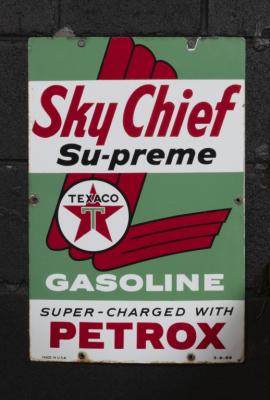 Sky Chief
Su-preme
TEXACO
T
GASOLINE
SUPER-CHARGED WITH
PETROX
MADE IN U.S.A.